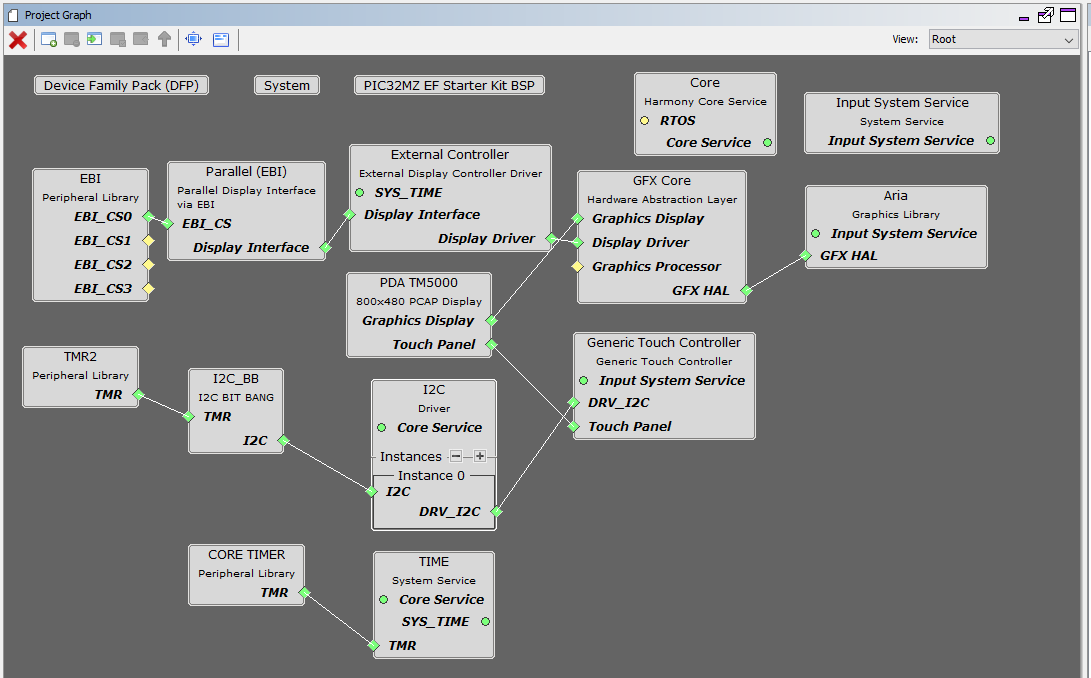 Project Graph
View: Root
Device Family Pack (DFP)
System
PIC32MZ EF Starter Kit BSP
Core
Harmony Core Service
RTOS
Core Service
Input System Service
System Service
Input System Service
EBI
Peripheral Library
EBI_CS0
EBI_CS1
EBI_CS2
EBI_CS3
Parallel (EBI)
Parallel Display Interface
via EBI
EBI_CS
Display Interface
External Controller
External Display Controller Driver
SYS_TIME
Display Interface
Display Driver
GFX Core
Hardware Abstraction Layer
Graphics Display
Display Driver
Graphics Processor
GFX HAL
Aria
Graphics Library
Input System Service
GFX HAL
PDA TM5000
800x480 PCAP Display
Graphics Display
Touch Panel
Generic Touch Controller
Generic Touch Controller
Input System Service
DRV_I2C
Touch Panel
TMR2
Peripheral Library
TMR
I2C_BB
I2C BIT BANG
TMR
I2C
I2C
Driver
Core Service
Instances
Instance 0
I2C
DRV_I2C
CORE TIMER
Peripheral Library
TMR
TIME
System Service
Core Service
SYS_TIME
TMR